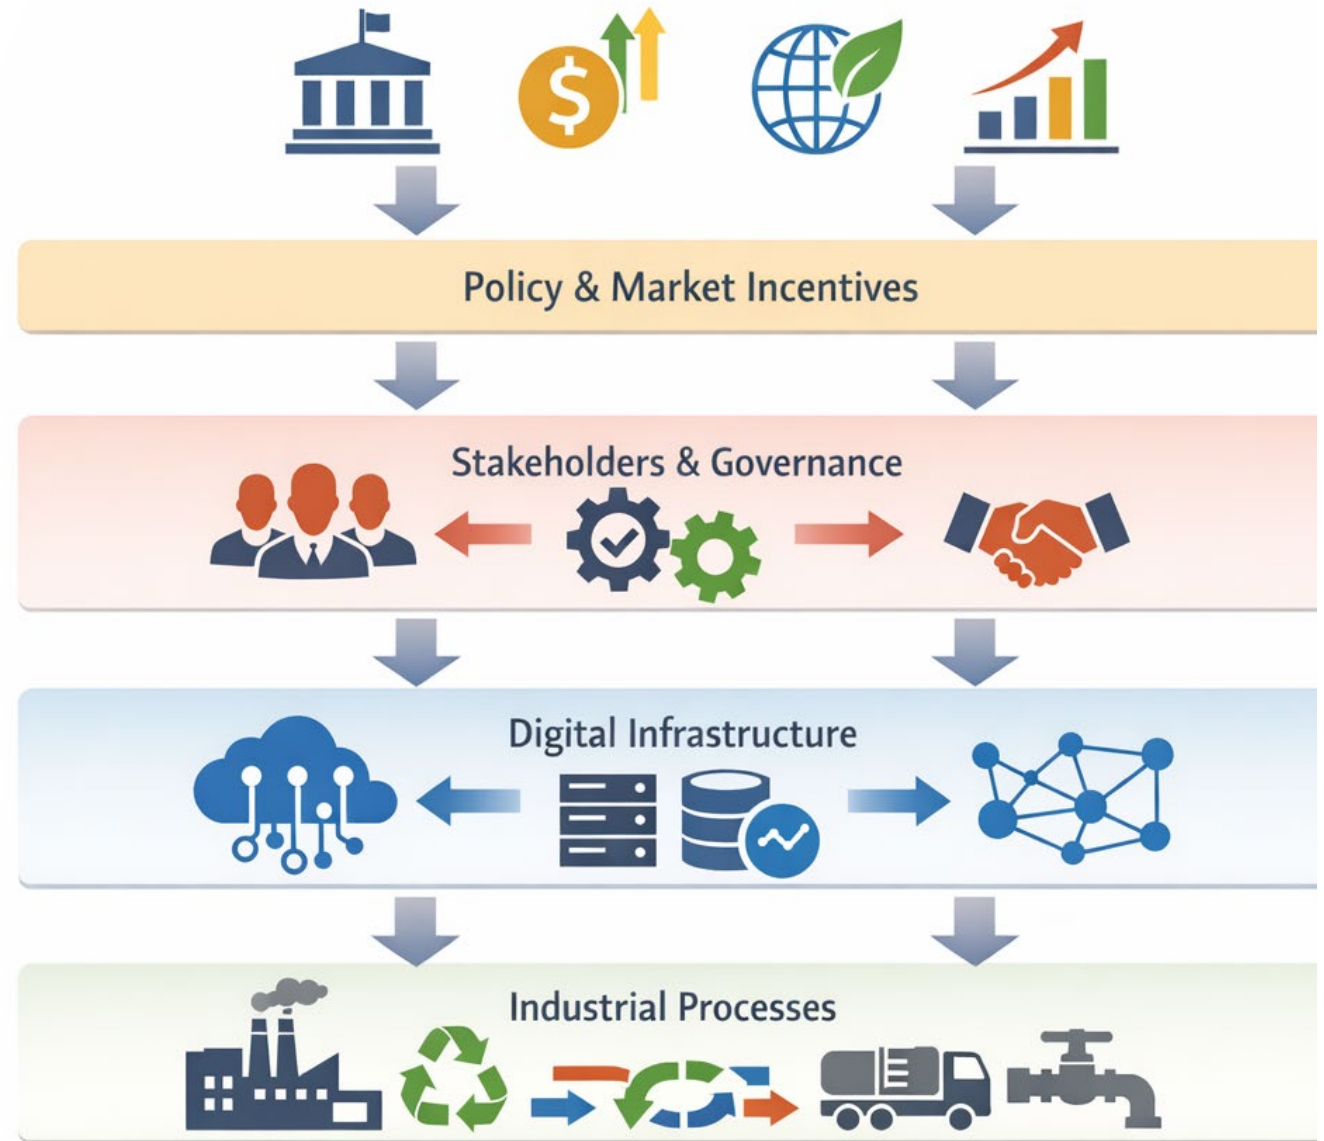 $
Policy & Market Incentives
Stakeholders & Governance
Digital Infrastructure
Industrial Processes